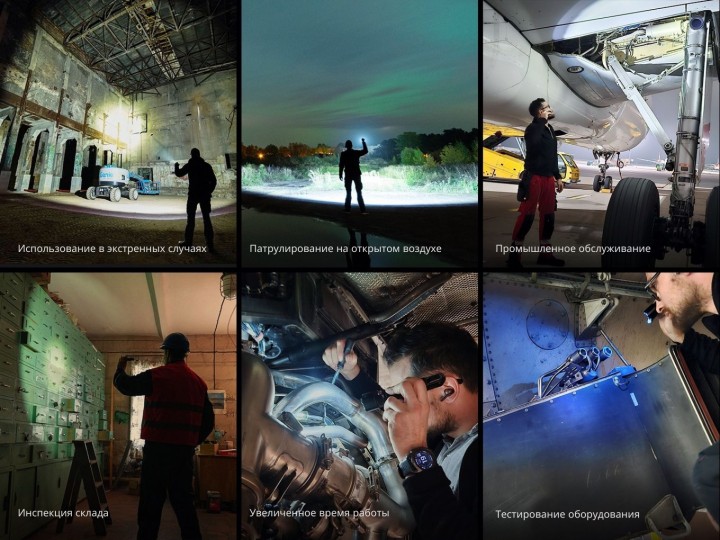 Использование в экстренных случаях
Патрулирование на открытом воздухе
Промышленное обслуживание
Инспекция склада
Увеличенное время работы
Тестирование оборудования